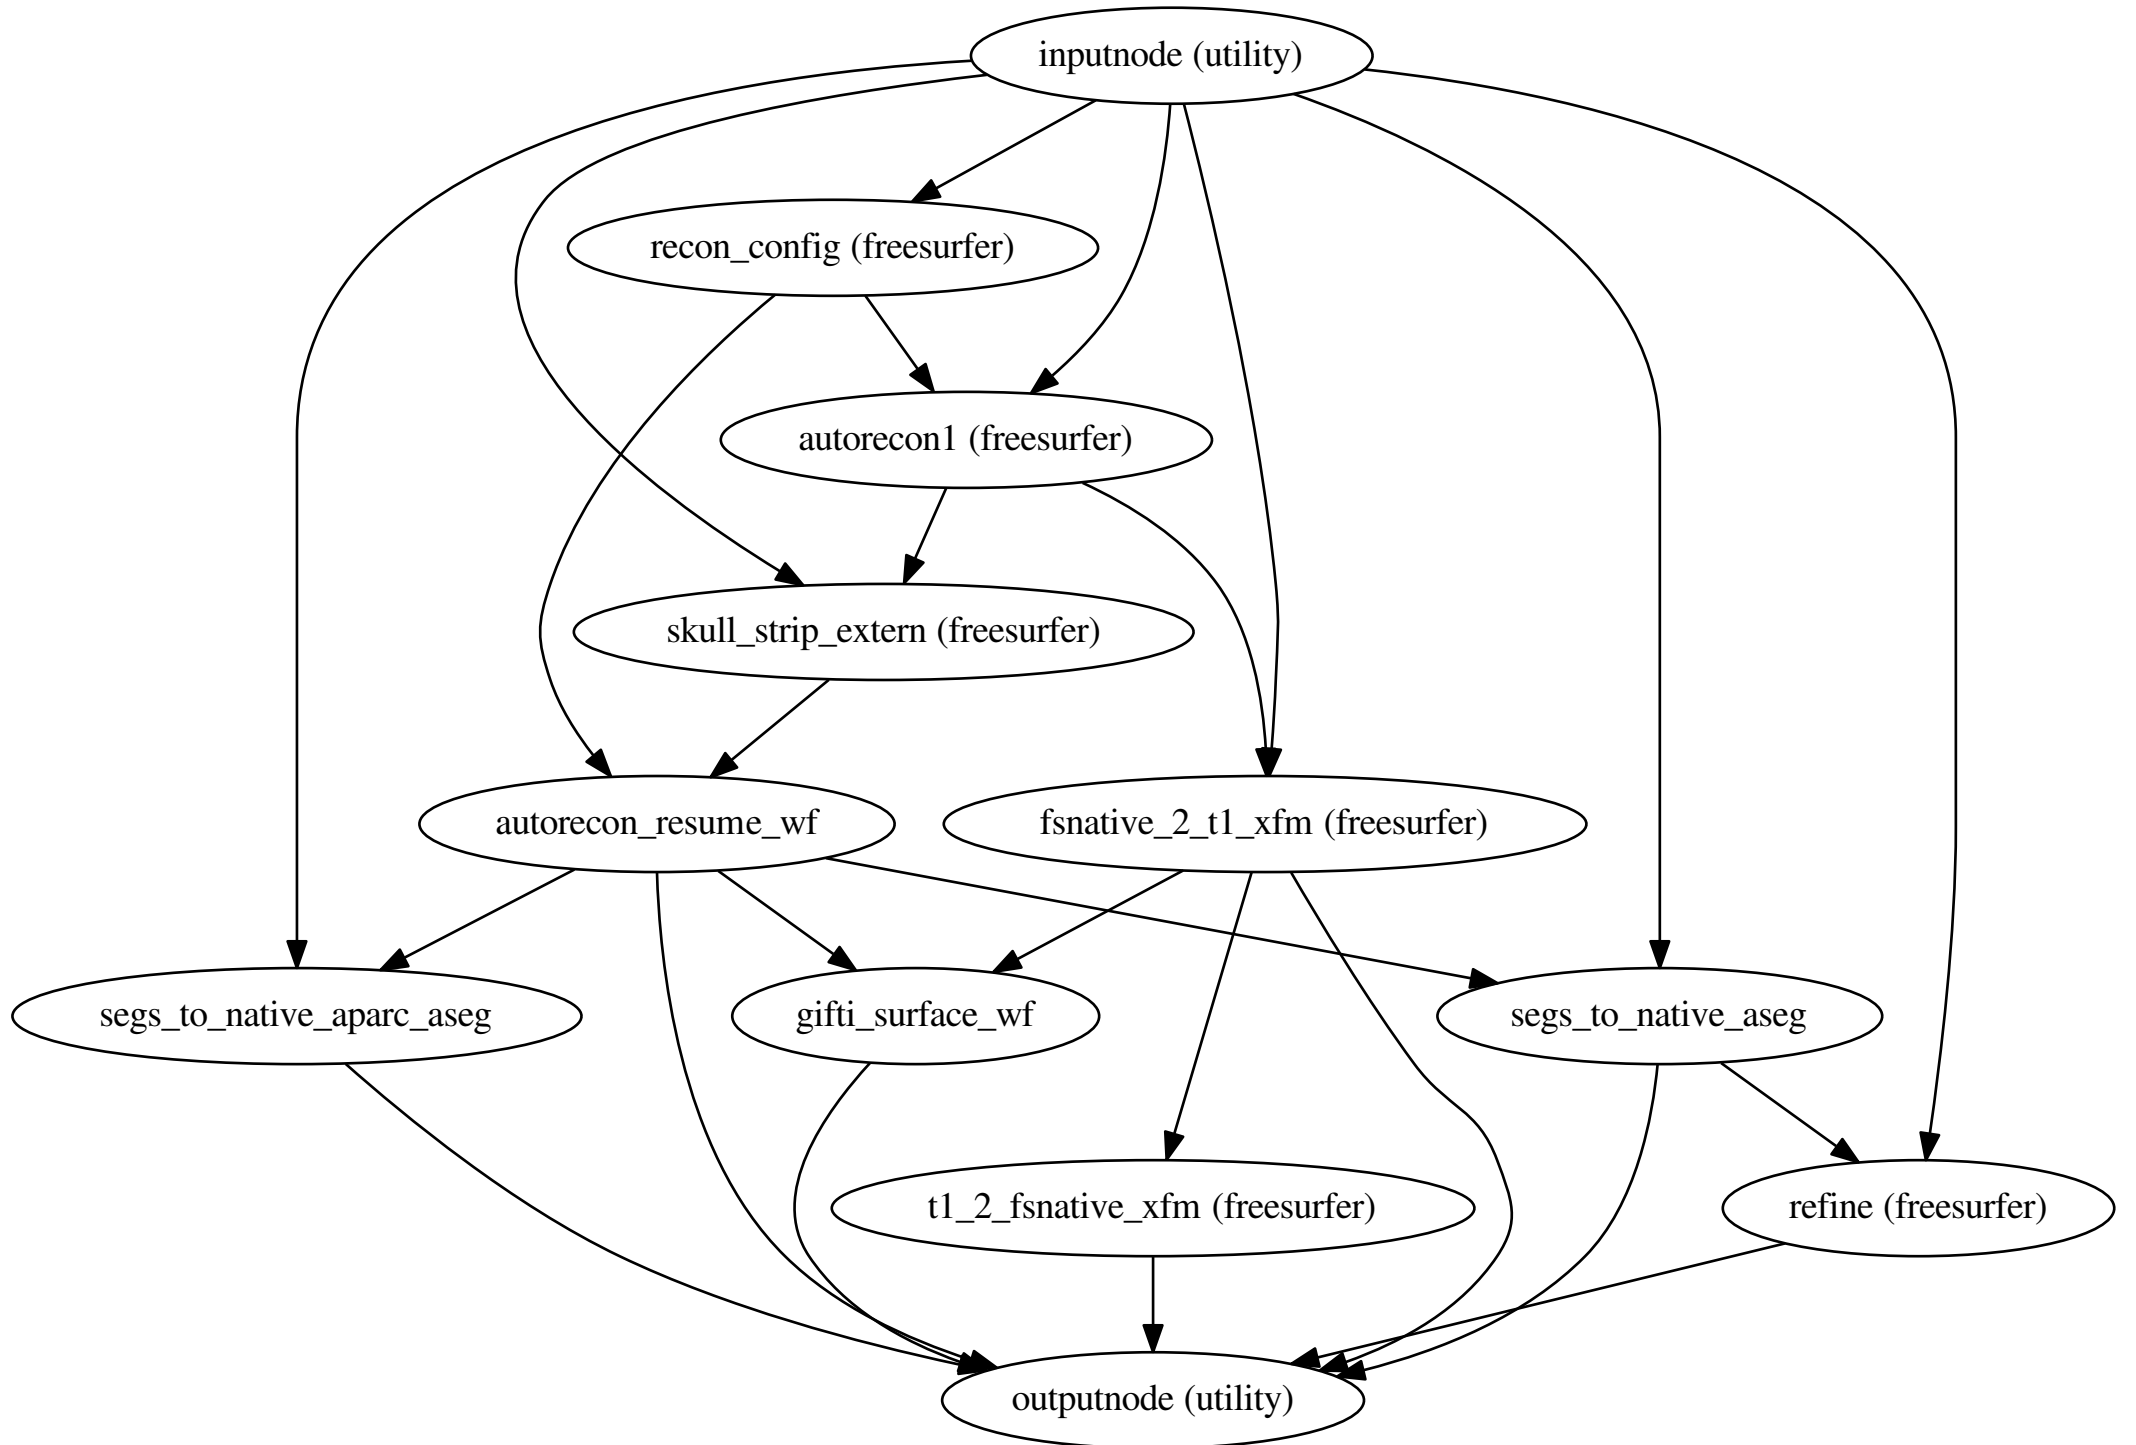 inputnode (utility)
recon_config (freesurfer)
autorecon1 (freesurfer)
skull_strip_extern (freesurfer)
autorecon_resume_wf
fsnative_2_t1_xfm (freesurfer)
segs_to_native_aparc_aseg
gifti_surface_wf
segs_to_native_aseg
t1_2_fsnative_xfm (freesurfer)
refine (freesurfer)
outputnode (utility)